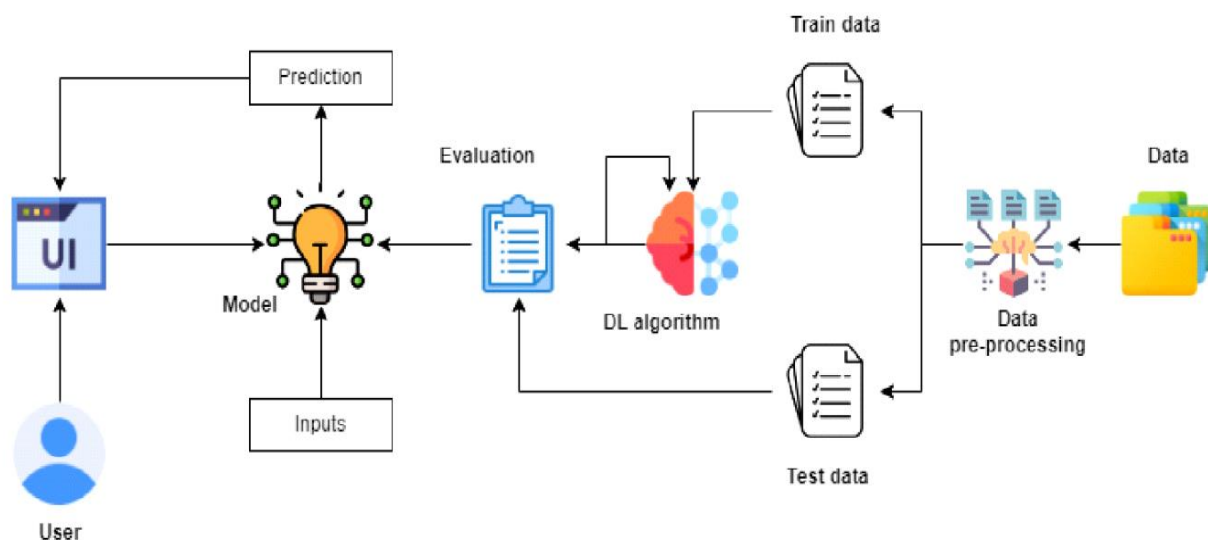 Train data
Prediction
Evaluation
Data
UI
Model
DL algorithm
Data
pre-processing
Inputs
Test data
User